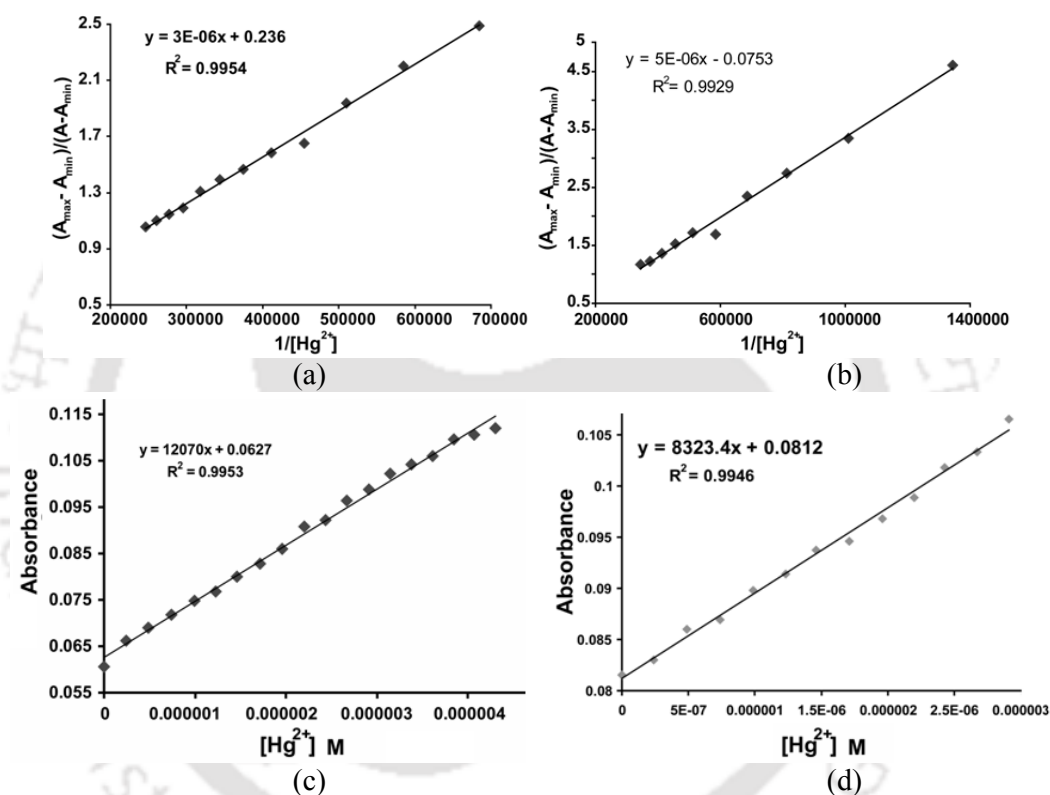 y = 3E-06x + 0.236
R² = 0.9954
(Amax- Amin)/(A-Amin)
2.5
2.1
1.7
1.3
0.9
0.5
200000 300000 400000 500000 600000 700000
1/[Hg²⁺]
(a)
y = 5E-06x - 0.0753
R²= 0.9929
(Amax- Amin)/(A-Amin)
5
4.5
3.5
2.5
1.5
0.5
200000 600000 1000000 1400000
1/[Hg²⁺]
(b)
y = 12070x + 0.0627
R² = 0.9953
Absorbance
0.115
0.105
0.095
0.085
0.075
0.065
0.055
0 0.000001 0.000002 0.000003 0.000004
[Hg²⁺] M
(c)
y = 8323.4x + 0.0812
R² = 0.9946
Absorbance
0.105
0.1
0.095
0.09
0.085
0.08
0 5E-07 0.000001 1.5E-06 0.000002 2.5E-06 0.000003
[Hg²⁺] M
(d)